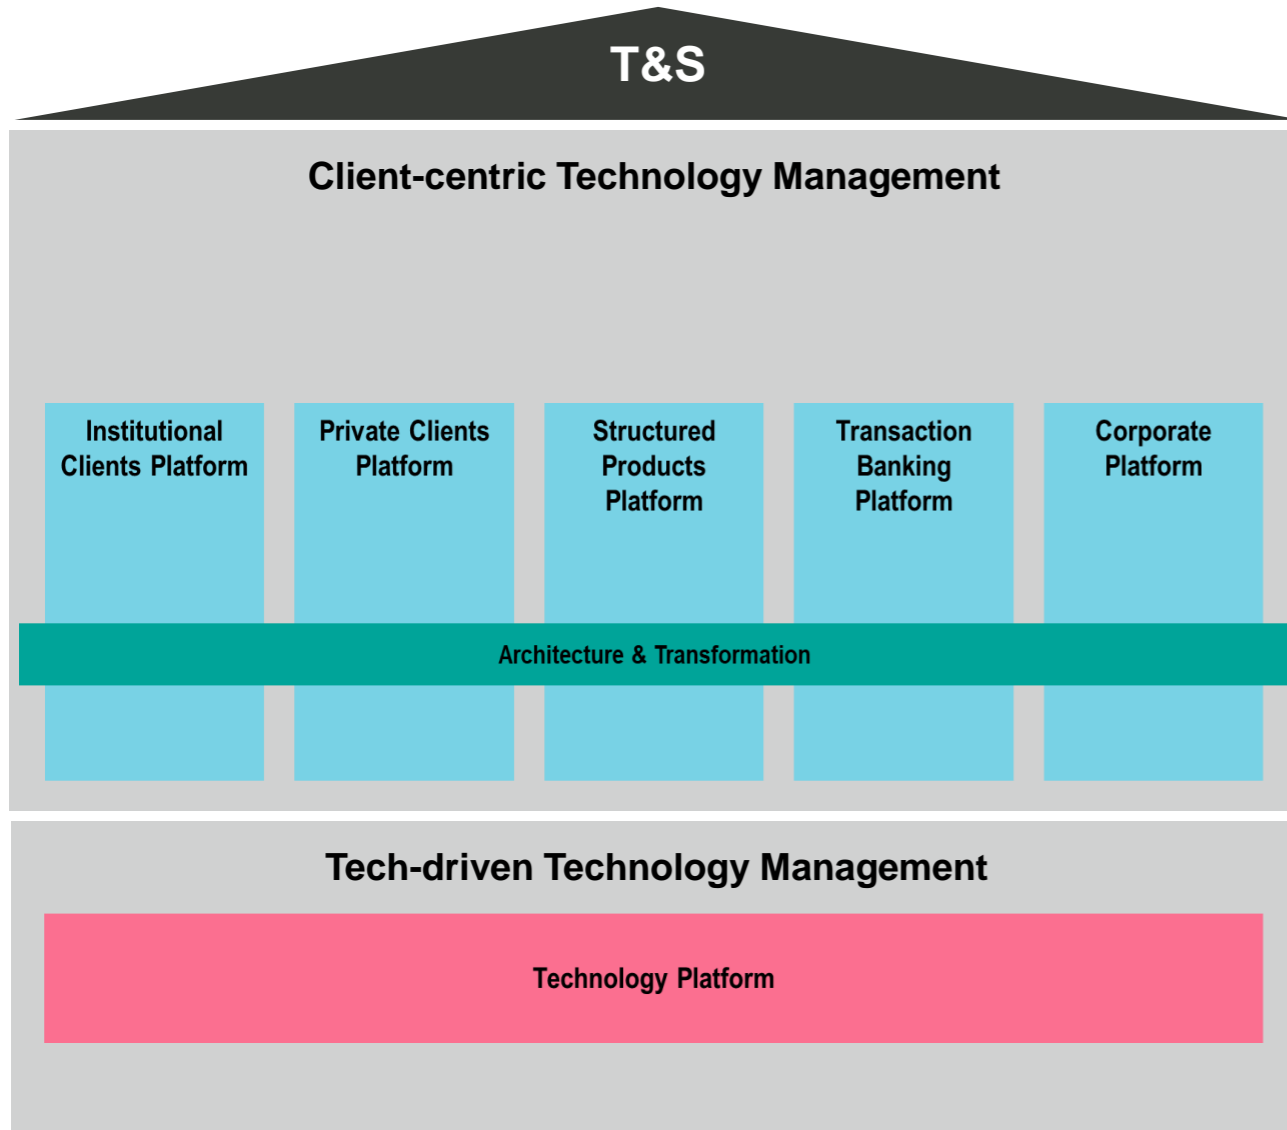 T&S
Client-centric Technology Management
Institutional
Clients Platform
Private Clients
Platform
Structured
Products
Platform
Transaction
Banking
Platform
Corporate
Platform
Architecture & Transformation
Tech-driven Technology Management
Technology Platform